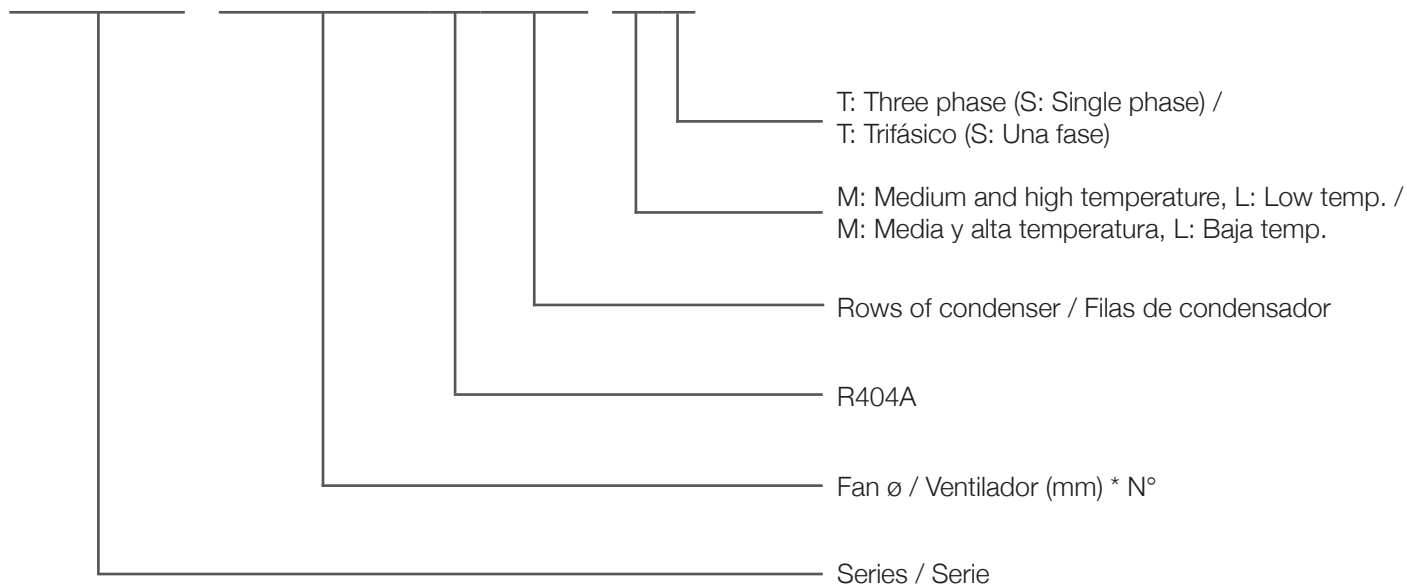 T: Three phase (S: Single phase) /
T: Trifásico (S: Una fase)
M: Medium and high temperature, L: Low temp. /
M: Media y alta temperatura, L: Baja temp.
Rows of condenser / Filas de condensador
R404A
Fan ø / Ventilador (mm) * N°
Series / Serie